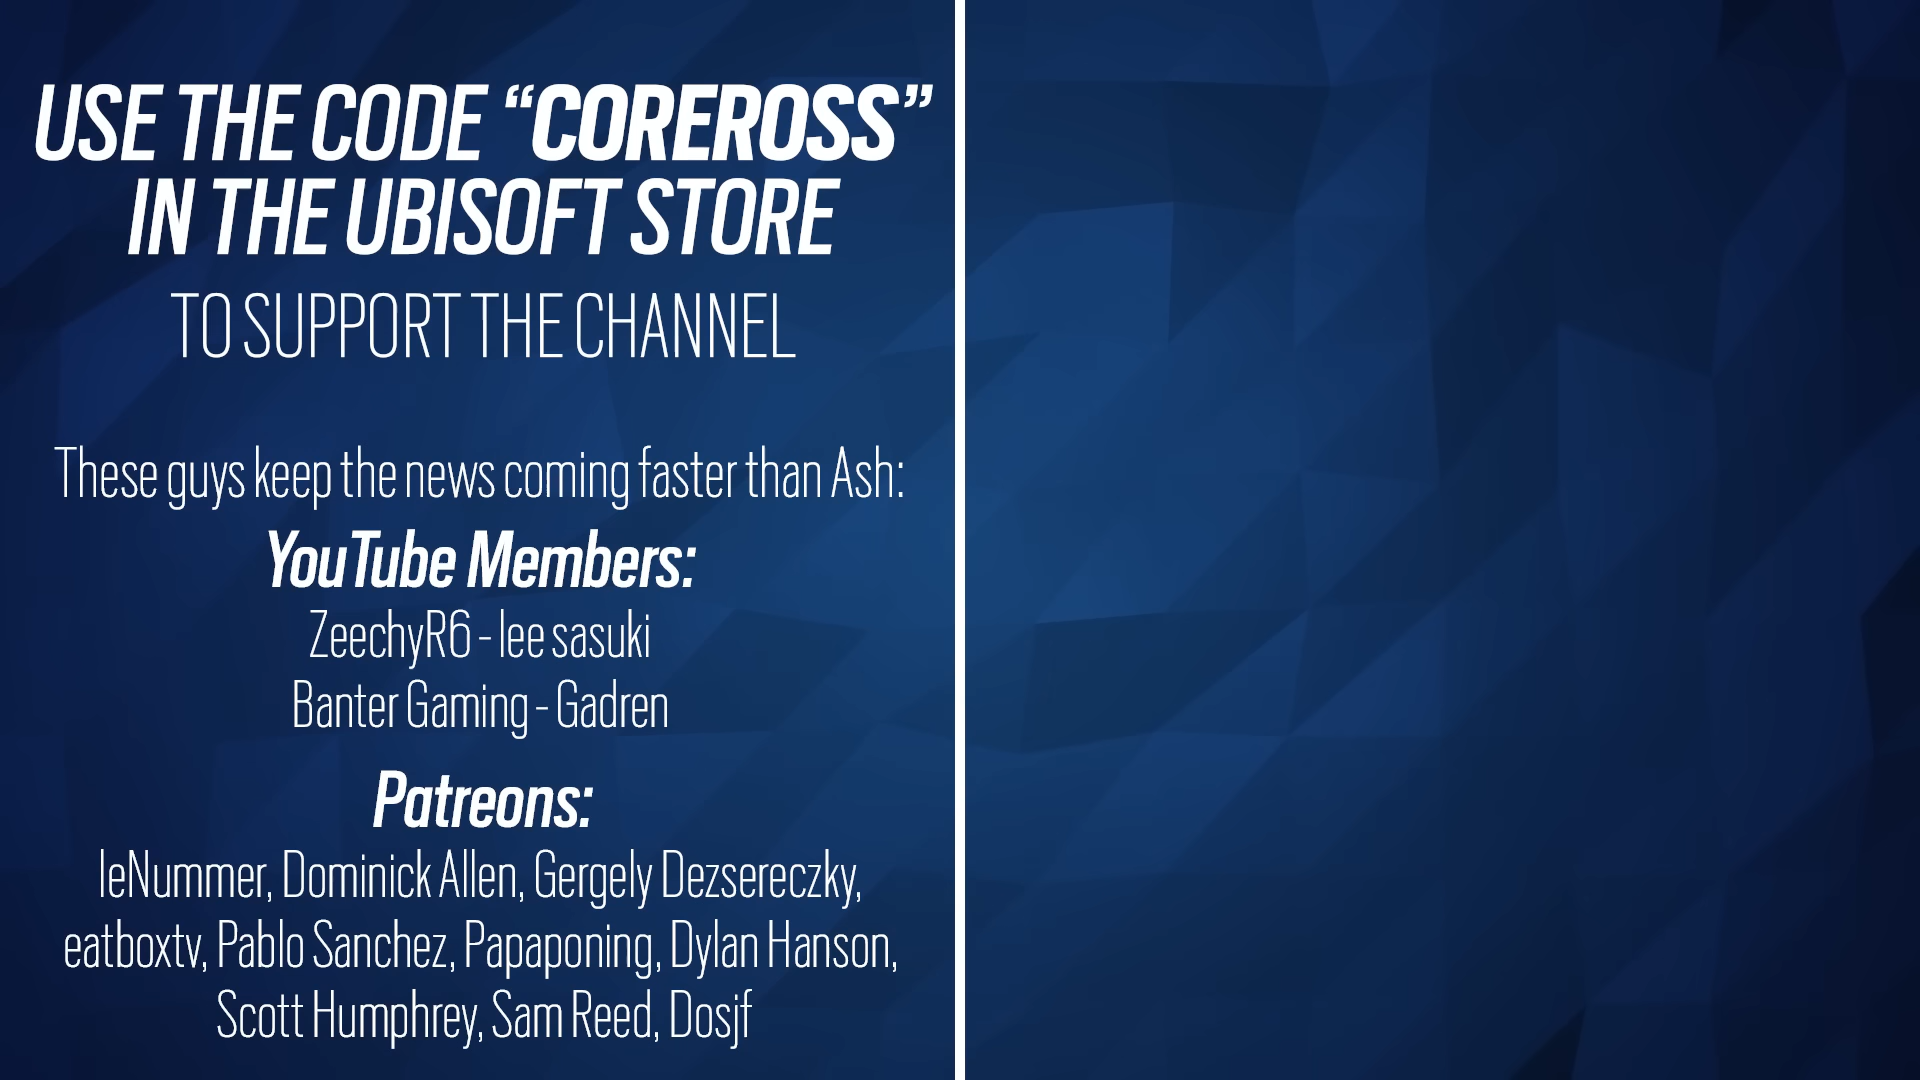 USE THE CODE “COREROSS”
IN THE UBISOFT STORE
TO SUPPORT THE CHANNEL
These guys keep the news coming faster than Ash:
YouTube Members:
ZeechyR6 - lee sasuki
Banter Gaming - Gadren
Patreons:
leNummer, Dominick Allen, Gergely Dezsereczky,
eatboxtv, Pablo Sanchez, Papaponing, Dylan Hanson,
Scott Humphrey, Sam Reed, Dosjf